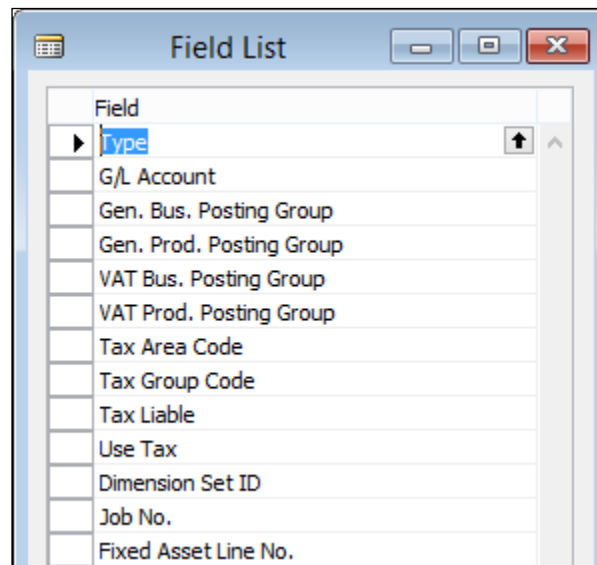 Field List
Field
Type
G/L Account
Gen. Bus. Posting Group
Gen. Prod. Posting Group
VAT Bus. Posting Group
VAT Prod. Posting Group
Tax Area Code
Tax Group Code
Tax Liable
Use Tax
Dimension Set ID
Job No.
Fixed Asset Line No.